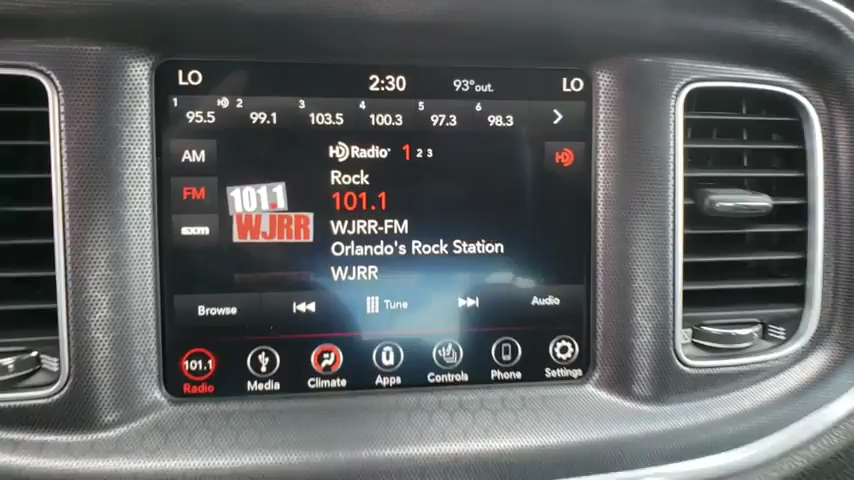 LO 2:30 93°out. LO
1 2 3 4 5 6
95.5 HD 99.1 103.5 100.3 97.3 98.3
AM
HD Radio 1 2 3
HD
Rock
FM
101.1
101.1
WJRR
WJRR-FM
sxm
Orlando's Rock Station
WJRR
Browse Tune Audio
101.1
Radio Media Climate Apps Controls Phone Settings